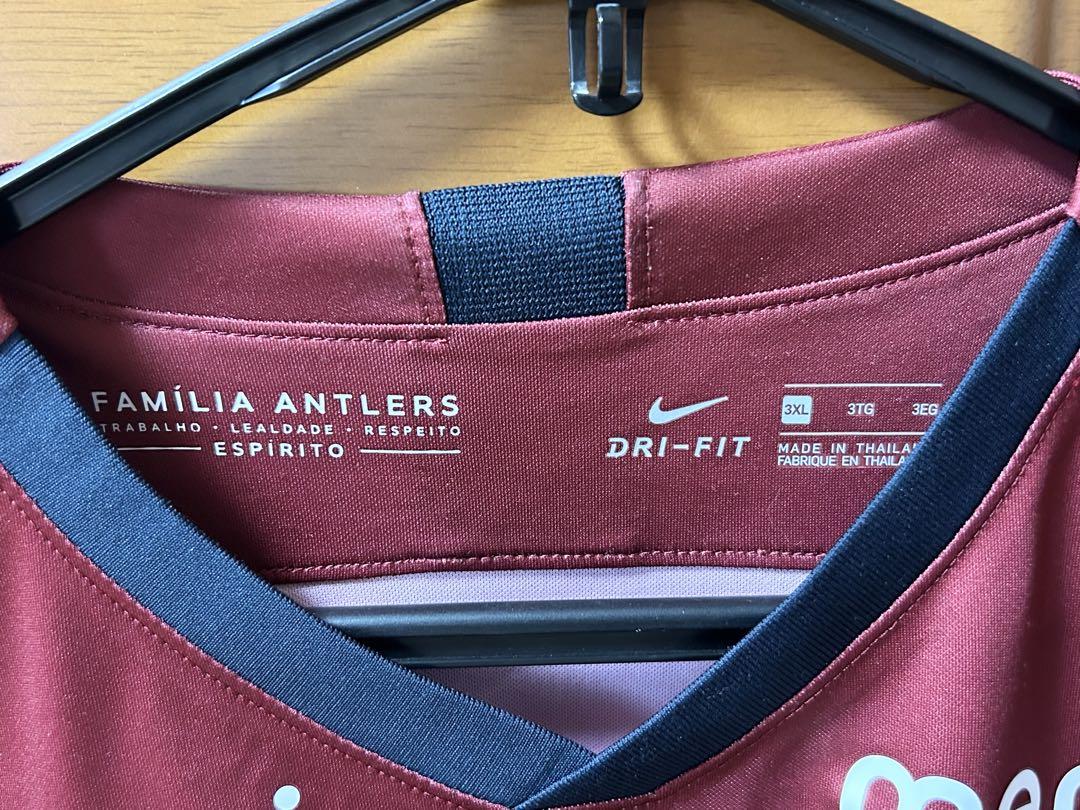 FAMÍLIA ANTLERS
TRABALHO · LEALDADE · RESPEITO
ESPÍRITO
DRI-FIT
3XL 3TG 3EG
MADE IN THAILA
FABRIQUE EN THAILA